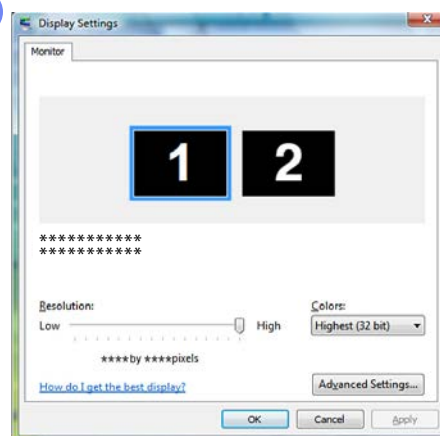 Display Settings
Monitor
1 2
***********
***********
Resolution:
Colors:
Low High
Highest (32 bit)
****by ****pixels
How do I get the best display?
Advanced Settings...
OK Cancel Apply